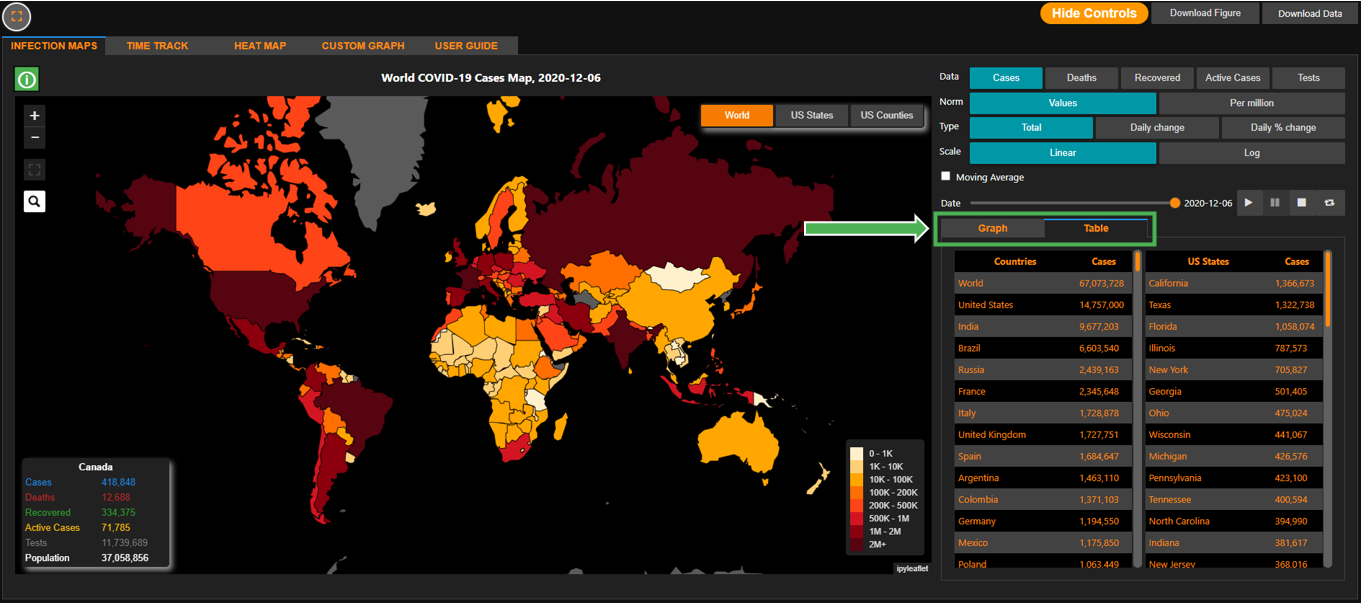 Hide Controls Download Figure Download Data
INFECTION MAPS TIME TRACK HEAT MAP CUSTOM GRAPH USER GUIDE
World COVID-19 Cases Map, 2020-12-06
World US States US Counties
Canada
Cases 418,848
Deaths 12,688
Recovered 334,375
Active Cases 71,785
Tests 11,739,689
Population 37,058,856
0 - 1K
1K - 10K
10K - 100K
100K - 200K
200K - 500K
500K - 1M
1M - 2M
2M+
ipyleaflet
Data Cases Deaths Recovered Active Cases Tests
Norm Values Per million
Type Total Daily change Daily % change
Scale Linear Log
Moving Average
Date 2020-12-06
Graph Table
Countries Cases
World 67,073,728
United States 14,757,000
India 9,677,203
Brazil 6,603,540
Russia 2,439,163
France 2,345,648
Italy 1,728,878
United Kingdom 1,727,751
Spain 1,684,647
Argentina 1,463,110
Colombia 1,371,103
Germany 1,194,550
Mexico 1,175,850
Poland 1,063,449
US States Cases
California 1,366,673
Texas 1,322,738
Florida 1,058,074
Illinois 787,573
New York 705,827
Georgia 501,405
Ohio 475,024
Wisconsin 441,067
Michigan 426,576
Pennsylvania 423,100
Tennessee 400,594
North Carolina 394,990
Indiana 381,617
New Jersey 368,016